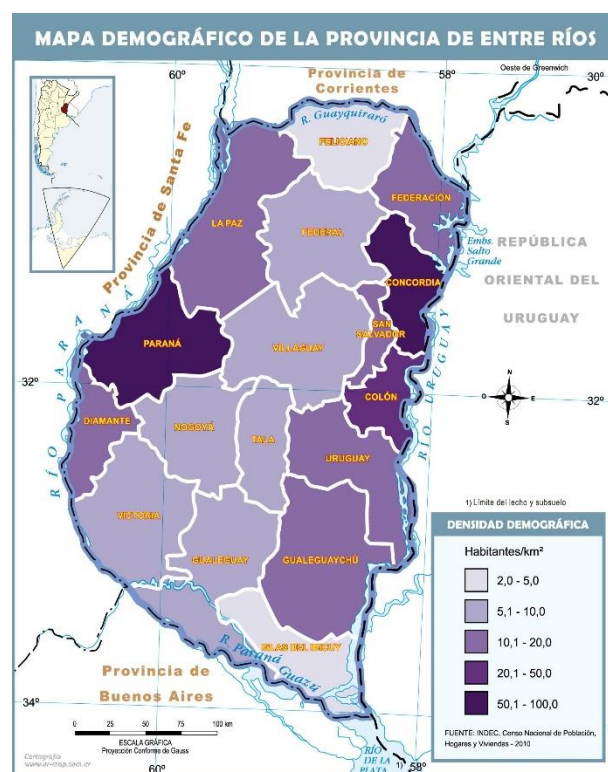 MAPA DEMOGRÁFICO DE LA PROVINCIA DE ENTRE RÍOS
60°
58°
Oeste de Greenwich
30°
Provincia de
Corrientes
R. Guayquiraró
FELICIANO
Provincia de Santa Fe
FEDERACIÓN
LA PAZ
FEDERAL
Embs.
Salto
Grande
REPÚBLICA
ORIENTAL DEL
URUGUAY
CONCORDIA
SAN
SALVADOR
PARANÁ
VILLAGUAY
RÍO PARANÁ
RÍO URUGUAY
32°
32°
COLÓN
N
O
E
S
DIAMANTE
NOGOYÁ
TALA
URUGUAY
VICTORIA
GUALEGUAY
GUALEGUAYCHÚ
1) Límite del lecho y subsuelo
DENSIDAD DEMOGRÁFICA
Habitantes/km²
2,0 - 5,0
5,1 - 10,0
10,1 - 20,0
20,1 - 50,0
50,1 - 100,0
FUENTE: INDEC, Censo Nacional de Población,
Hogares y Viviendas - 2010
ISLAS DEL IBICUY
R. Paraná Guazú
Provincia de
Buenos Aires
34°
0 25 50 75 100 km
ESCALA GRÁFICA
Proyección Conforme de Gauss
Cartografía
www.ar-map.com.ar
60°
RÍO
DE LA
PLATA
1)
58°